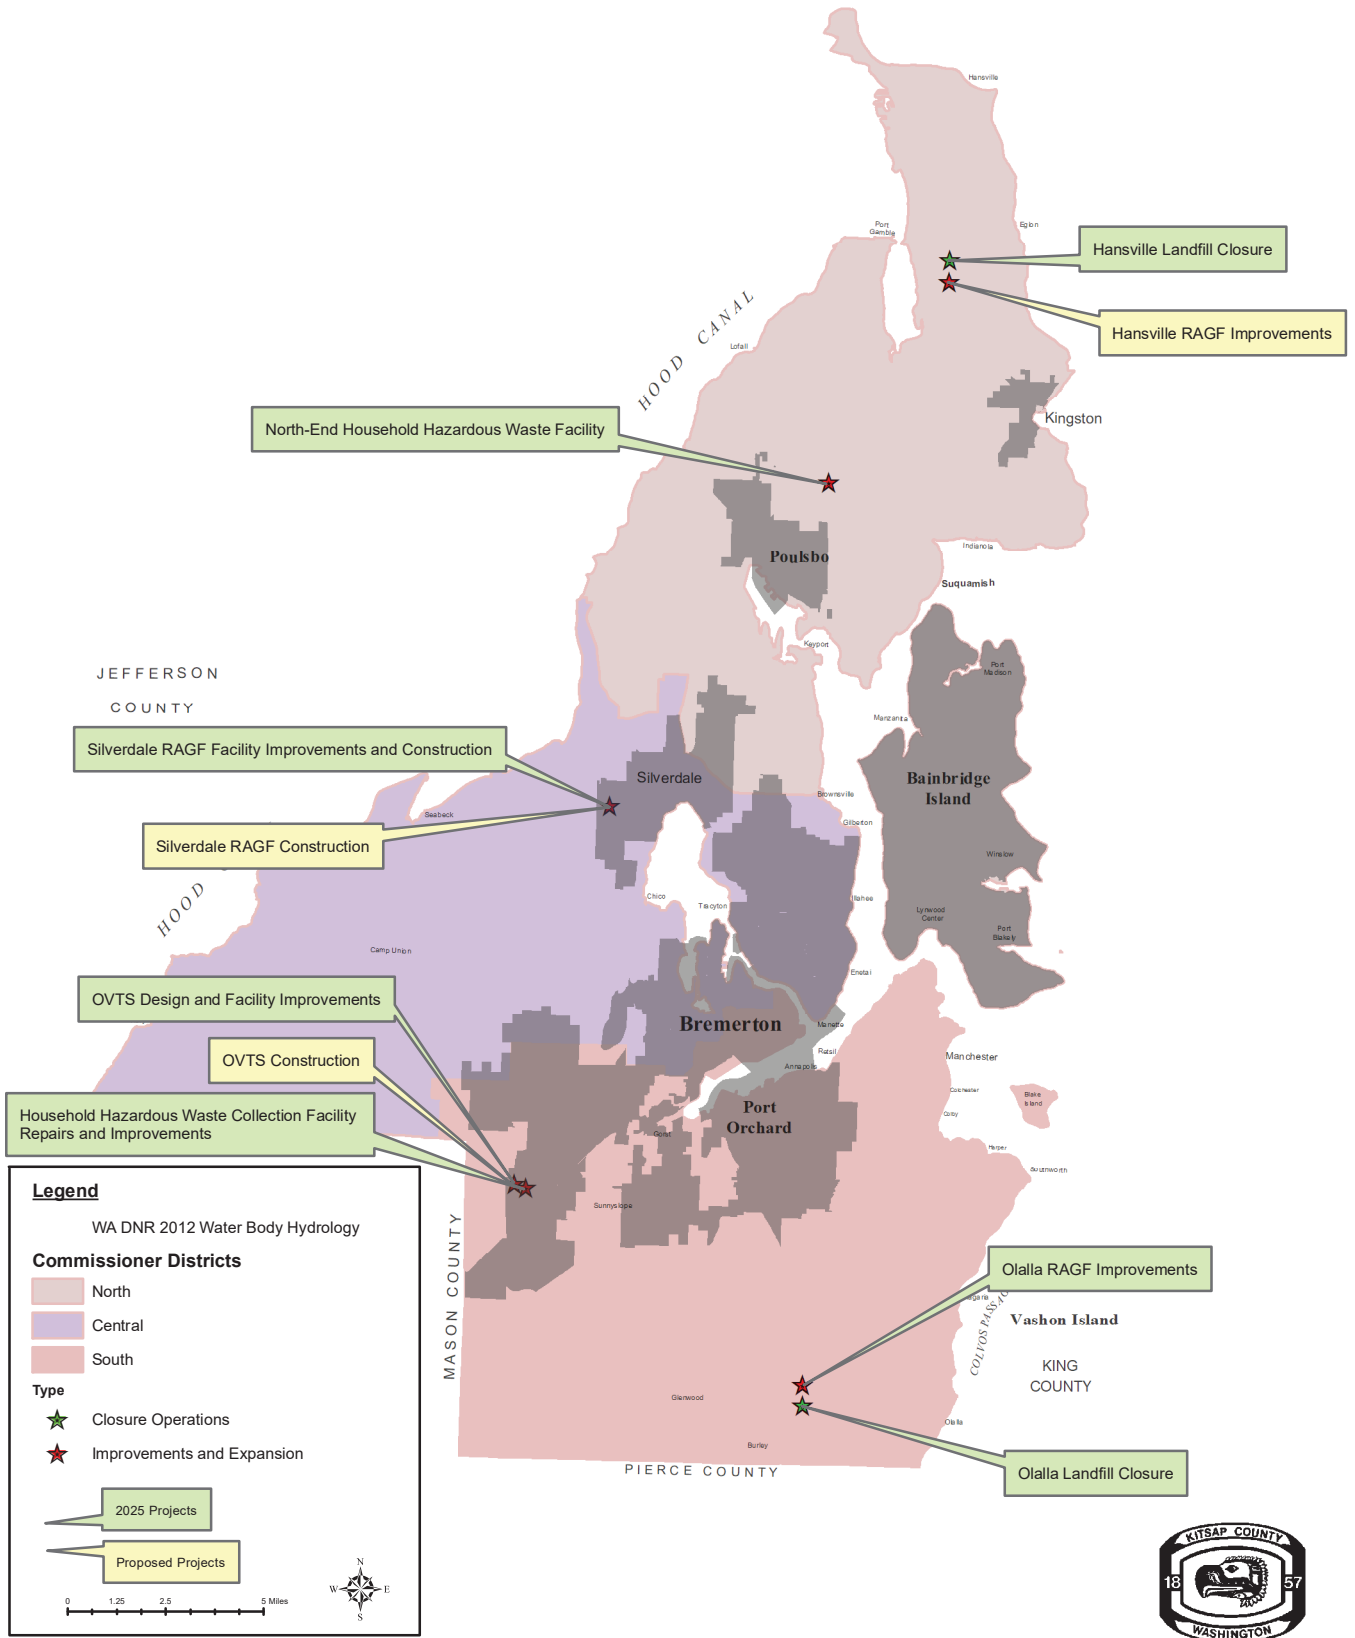 Hansville
Port
Gamble
Eglon
Hansville Landfill Closure
Hansville RAGF Improvements
HOOD CANAL
Lofall
Kingston
North-End Household Hazardous Waste Facility
Poulsbo
Indianola
Suquamish
Keyport
Port
Madison
JEFFERSON
COUNTY
Manzanita
Silverdale RAGF Facility Improvements and Construction
Silverdale
Bainbridge
Island
Brownsville
Seabeck
Gilberton
Silverdale RAGF Construction
Winslow
HOOD
Chico
Tracyton
Illahee
Lynwood
Center
Port
Blakely
Camp Union
Enetai
OVTS Design and Facility Improvements
Bremerton
Manette
OVTS Construction
Retsil
Manchester
Annapolis
Colchester
Blake
Island
Household Hazardous Waste Collection Facility
Repairs and Improvements
Port
Orchard
Colby
Gorst
Harper
Southworth
Sunnyslope
MASON COUNTY
Olalla RAGF Improvements
COLVOS PASSAG
Vashon Island
KING
COUNTY
Glenwood
Olalla
Burley
PIERCE COUNTY
Olalla Landfill Closure
Legend
WA DNR 2012 Water Body Hydrology
Commissioner Districts
North
Central
South
Type
Closure Operations
Improvements and Expansion
2025 Projects
Proposed Projects
0 1.25 2.5 5 Miles
N
W E
S
KITSAP COUNTY
18 57
WASHINGTON